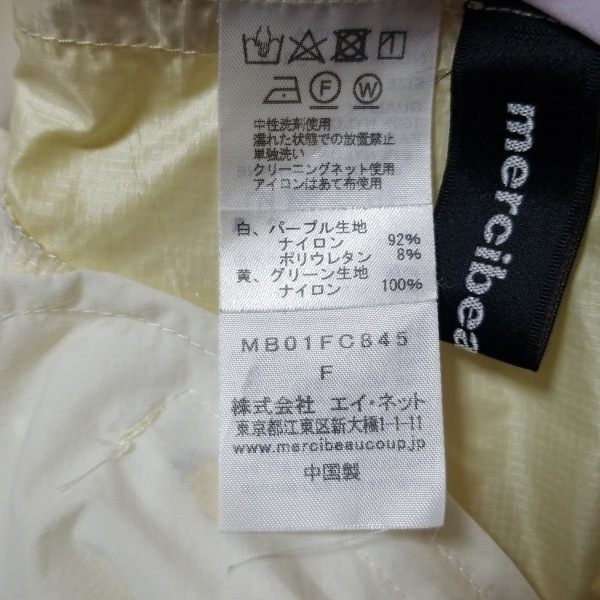 中性洗剤使用
濡れた状態での放置禁止
単独洗い
クリーニングネット使用
アイロンはあて布使用
白、パープル生地
ナイロン 92%
ポリウレタン 8%
黄、グリーン生地
ナイロン 100%
MB01FC845
F
株式会社 エイ・ネット
東京都江東区新大橋1-1-11
www.mercibeaucoup.jp
中国製
F W
mercibea